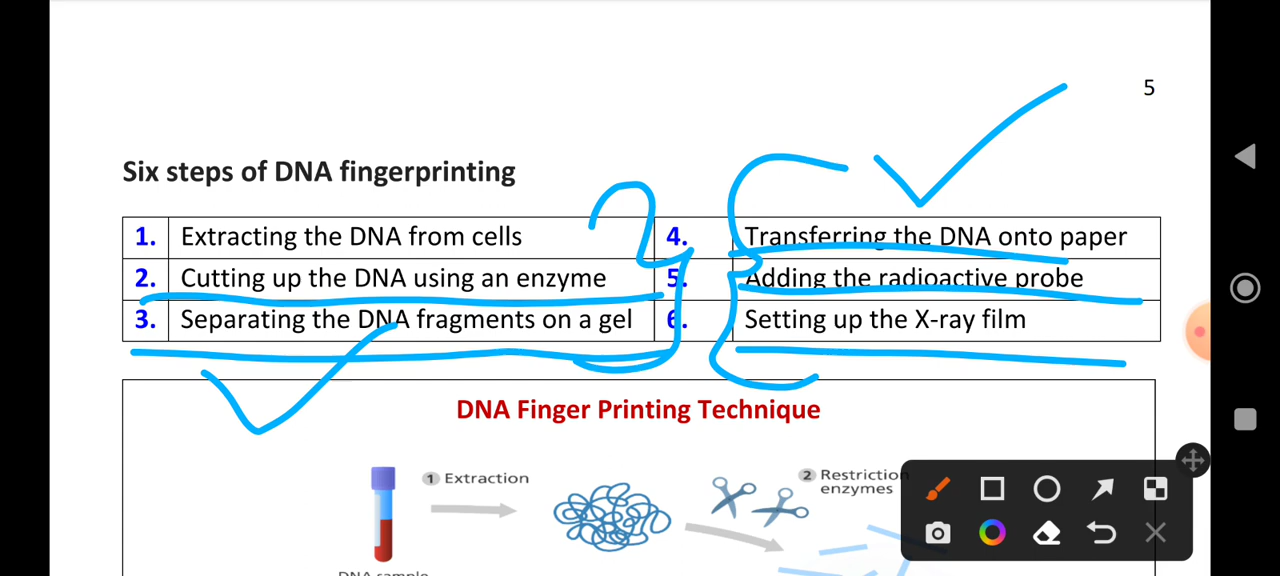 5
Six steps of DNA fingerprinting
1. Extracting the DNA from cells 4. Transferring the DNA onto paper
2. Cutting up the DNA using an enzyme 5. Adding the radioactive probe
3. Separating the DNA fragments on a gel 6. Setting up the X-ray film
DNA Finger Printing Technique
1 Extraction
2 Restriction
enzymes
DNA sample